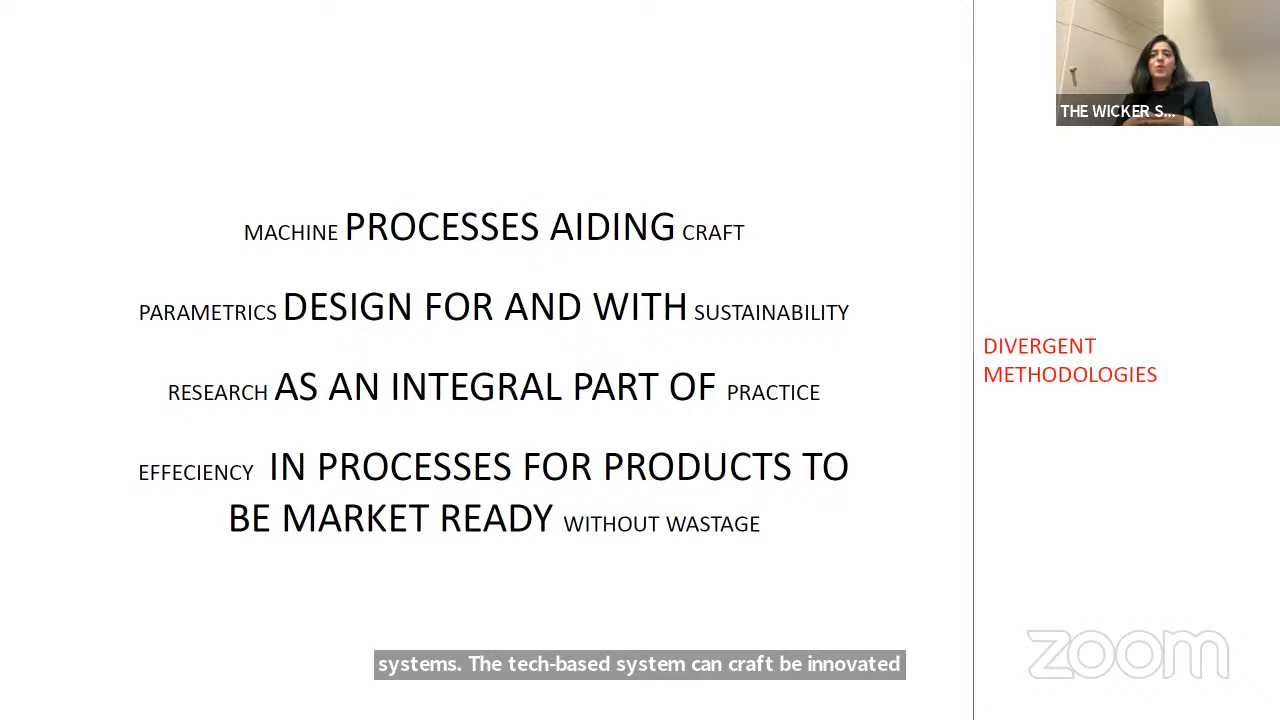 MACHINE PROCESSES AIDING CRAFT
PARAMETRICS DESIGN FOR AND WITH SUSTAINABILITY
RESEARCH AS AN INTEGRAL PART OF PRACTICE
EFFECIENCY IN PROCESSES FOR PRODUCTS TO
BE MARKET READY WITHOUT WASTAGE
DIVERGENT
METHODOLOGIES
THE WICKER S...
systems. The tech-based system can craft be innovated
zoom